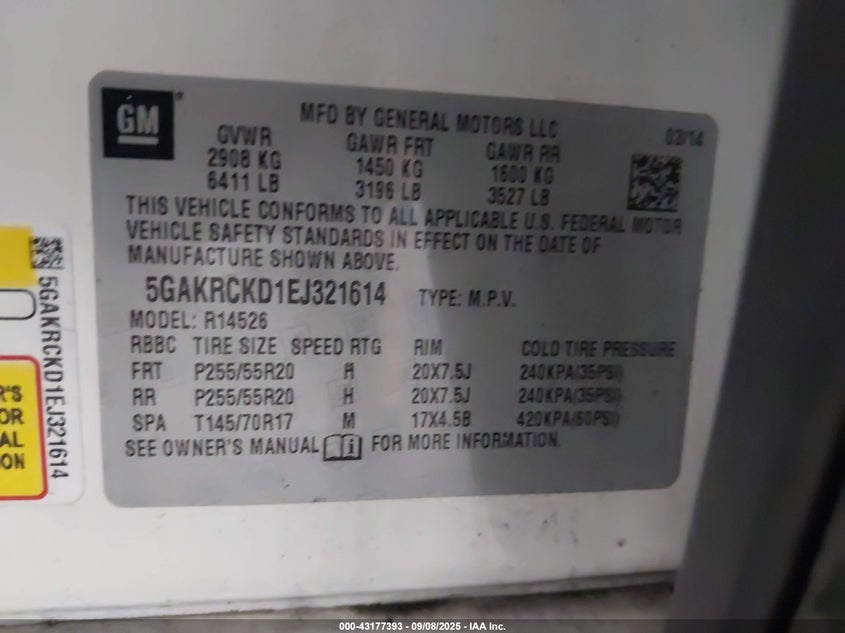 GM
MFD BY GENERAL MOTORS LLC
03/14
GVWR GAWR FRT GAWR RR
2908 KG 1450 KG 1600 KG
6411 LB 3196 LB 3527 LB
THIS VEHICLE CONFORMS TO ALL APPLICABLE U.S. FEDERAL MOTOR
VEHICLE SAFETY STANDARDS IN EFFECT ON THE DATE OF
MANUFACTURE SHOWN ABOVE.
5GAKRCKD1EJ321614 TYPE: M.P.V.
MODEL: R14526
RBBC TIRE SIZE SPEED RTG RIM COLD TIRE PRESSURE
FRT P255/55R20 H 20X7.5J 240KPA(35PSI)
RR P255/55R20 H 20X7.5J 240KPA(35PSI)
SPA T145/70R17 M 17X4.5B 420KPA(60PSI)
SEE OWNER'S MANUAL FOR MORE INFORMATION.
5GAKRCKD1EJ321614
R'S
OR
AL
ON
000-43177393 - 09/08/2025 - IAA Inc.